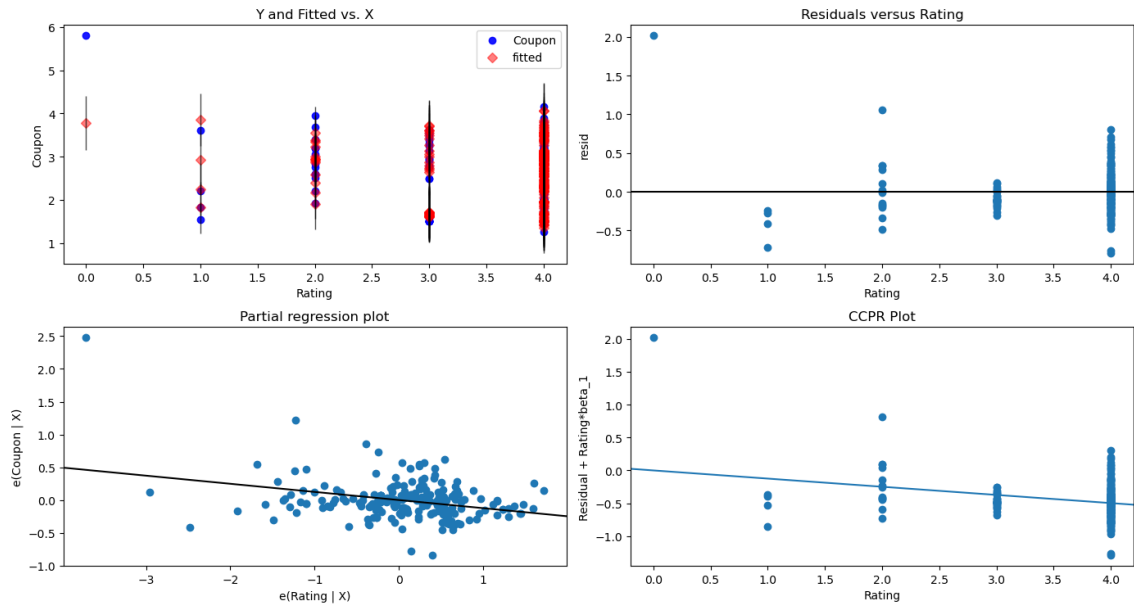 Y and Fitted vs. X
Coupon
6
5
4
3
2
1
0.0 0.5 1.0 1.5 2.0 2.5 3.0 3.5 4.0
Rating
Coupon
fitted
Residuals versus Rating
resid
2.0
1.5
1.0
0.5
0.0
−0.5
0.0 0.5 1.0 1.5 2.0 2.5 3.0 3.5 4.0
Rating
Partial regression plot
e(Coupon | X)
2.5
2.0
1.5
1.0
0.5
0.0
−0.5
−1.0
−3 −2 −1 0 1
e(Rating | X)
CCPR Plot
Residual + Rating*beta_1
2.0
1.5
1.0
0.5
0.0
−0.5
−1.0
0.0 0.5 1.0 1.5 2.0 2.5 3.0 3.5 4.0
Rating